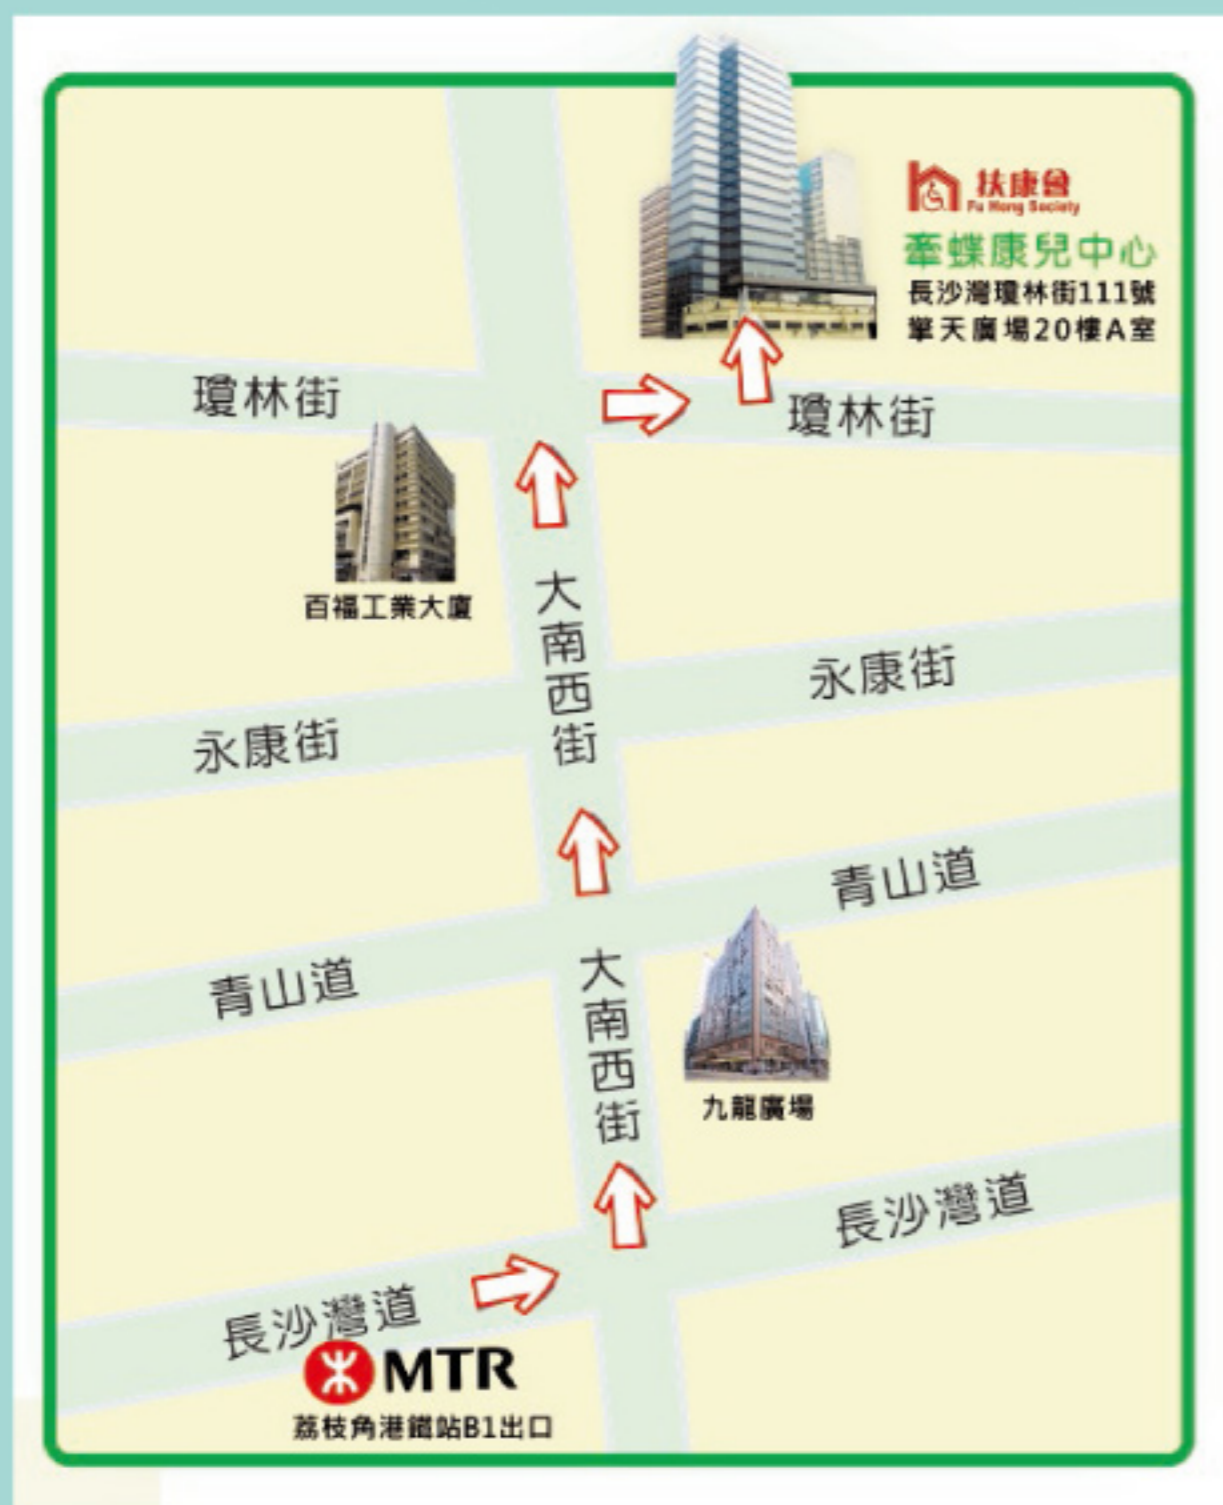 扶康會
Fu Hong Society
牽蝶康兒中心
長沙灣瓊林街111號
擎天廣場20樓A室
瓊林街
瓊林街
百福工業大廈
大南西街
永康街
永康街
青山道
青山道
大南西街
九龍廣場
長沙灣道
長沙灣道
MTR
荔枝角港鐵站B1出口